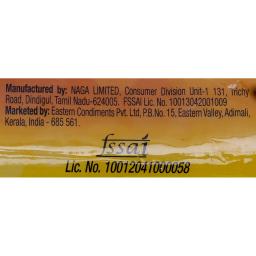 Manufactured by: NAGA LIMITED, Consumer Division Unit-1 131, Trichy
Road, Dindigul, Tamil Nadu-624005. FSSAI Lic. No. 10013042001009
Marketed by: Eastern Condiments Pvt. Ltd, P.B.No. 15, Eastern Valley, Adimali,
Kerala, India - 685 561.
fssai
Lic. No. 10012041000058